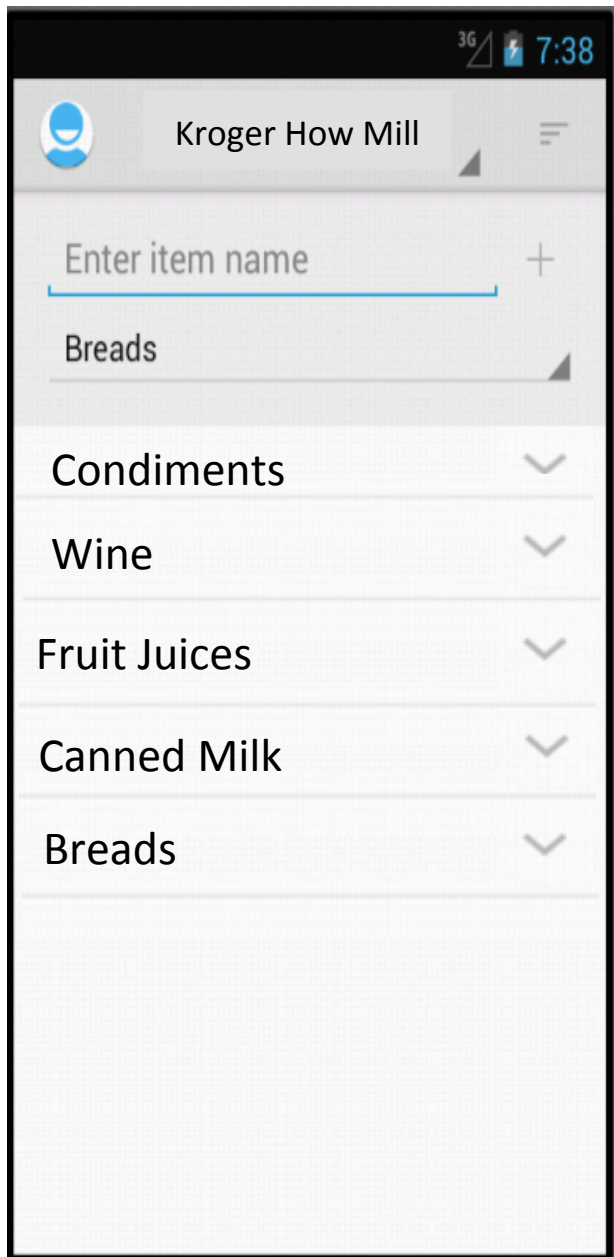 3G 7:38
Kroger How Mill
Enter item name
Breads
Condiments
Wine
Fruit Juices
Canned Milk
Breads